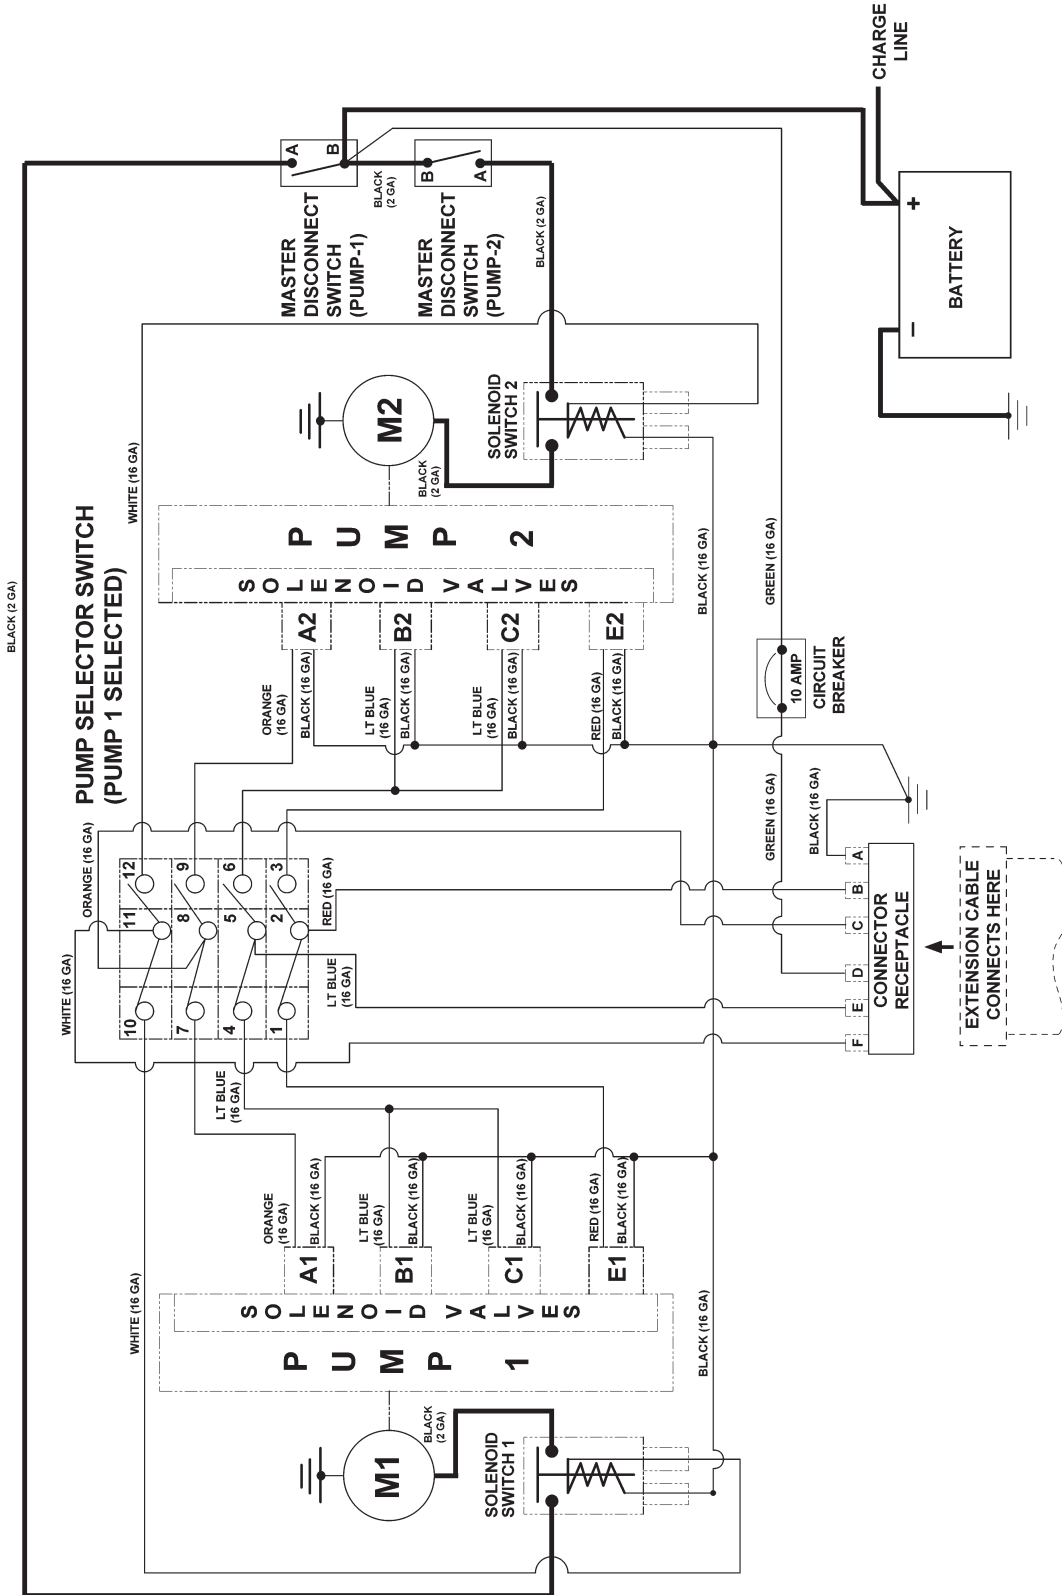 BLACK (2 GA)
PUMP SELECTOR SWITCH
(PUMP 1 SELECTED)
WHITE (16 GA)
WHITE (16 GA)
WHITE (16 GA)
ORANGE (16 GA)
10
11
12
7
8
9
4
5
6
1
2
3
RED (16 GA)
LT BLUE
(16 GA)
LT BLUE
(16 GA)
M1
BLACK
(2 GA)
SOLENOID
SWITCH 1
PUMP 1
SOLENOID VALVES
A1
B1
C1
E1
ORANGE
(16 GA)
BLACK (16 GA)
LT BLUE
(16 GA)
BLACK (16 GA)
LT BLUE
(16 GA)
BLACK (16 GA)
RED (16 GA)
BLACK (16 GA)
BLACK (16 GA)
ORANGE
(16 GA)
BLACK (16 GA)
LT BLUE
(16 GA)
BLACK (16 GA)
LT BLUE
(16 GA)
BLACK (16 GA)
RED (16 GA)
BLACK (16 GA)
A2
B2
C2
E2
SOLENOID VALVES
PUMP 2
M2
BLACK
(2 GA)
SOLENOID
SWITCH 2
BLACK (16 GA)
MASTER
DISCONNECT
SWITCH
(PUMP-1)
A
B
BLACK
(2 GA)
MASTER
DISCONNECT
SWITCH
(PUMP-2)
B
A
BLACK (2 GA)
GREEN (16 GA)
10 AMP
CIRCUIT
BREAKER
GREEN (16 GA)
BLACK (16 GA)
F
E
D
C
B
A
CONNECTOR
RECEPTACLE
EXTENSION CABLE
CONNECTS HERE
CHARGE
LINE
–
+
BATTERY